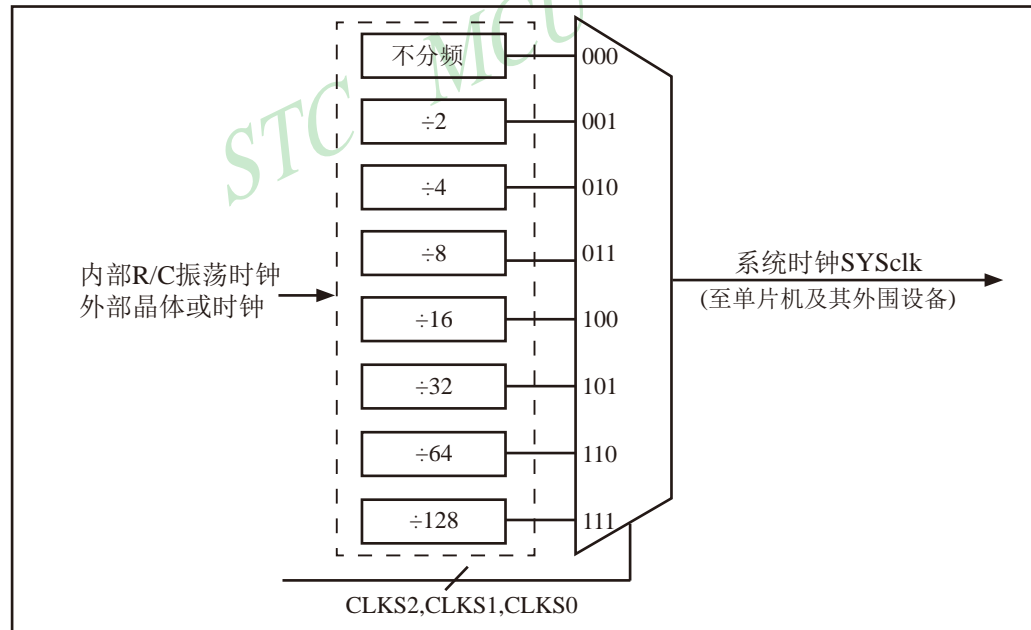 STC MCU
不分频
000
÷2
001
÷4
010
÷8
011
内部R/C振荡时钟
外部晶体或时钟
÷16
100
÷32
101
÷64
110
÷128
111
系统时钟SYSclk
(至单片机及其外围设备)
CLKS2,CLKS1,CLKS0